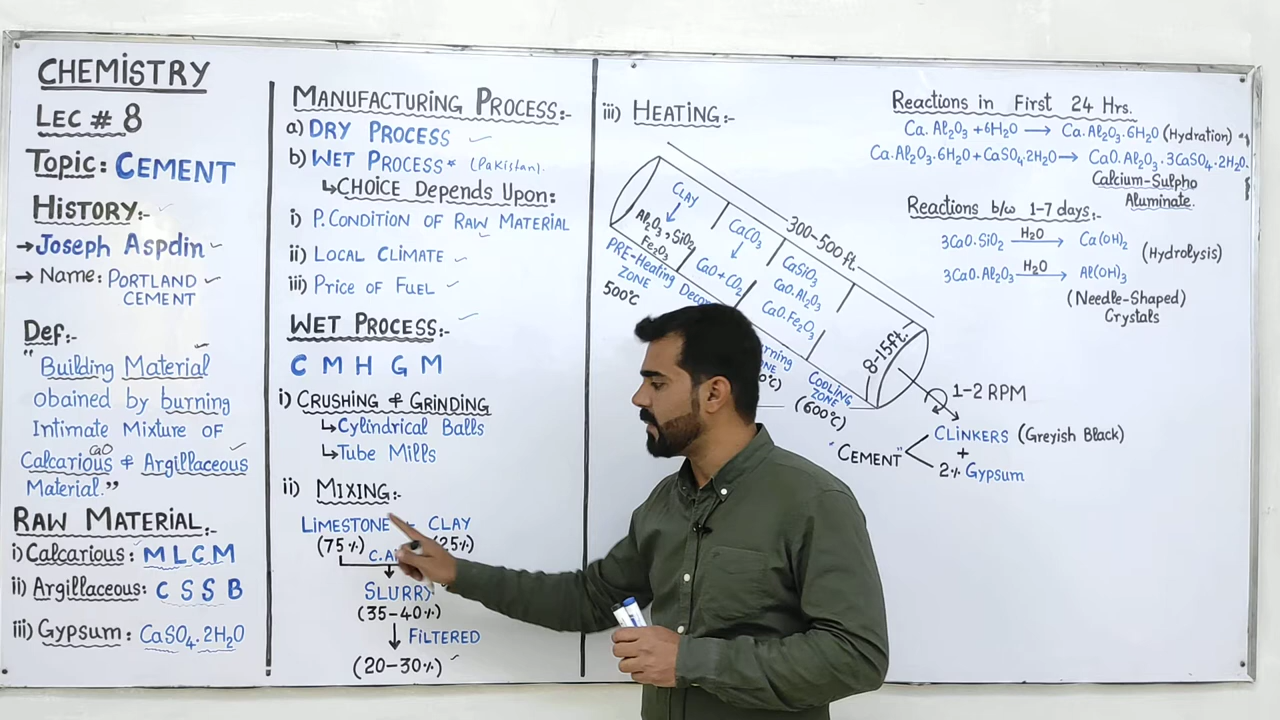 CHEMISTRY
LEC # 8
Topic: CEMENT
HISTORY:-
→ Joseph Aspdin
→ Name: PORTLAND
CEMENT
Def:
"Building Material
obained by burning
Intimate Mixture OF
CaO
Calcarious & Argillaceous
Material."
RAW MATERIAL:-
i) Calcarious: M L C M
ii) Argillaceous: C S S B
iii) Gypsum: CaSO₄.2H₂O
MANUFACTURING PROCESS:-
a) DRY PROCESS
b) WET PROCESS* (Pakistan).
↳ CHOICE Depends Upon:
i) P. CONDITION OF RAW MATERIAL
ii) LOCAL CLIMATE
iii) PRICE OF FUEL
WET PROCESS:-
C M H G M
i) CRUSHING & GRINDING
↳ Cylindrical Balls
↳ Tube Mills
ii) MIXING:-
LIMESTONE + CLAY
(75%) (25%)
SLURRY
(35-40%)
↓ FILTERED
(20-30%)
iii) HEATING:-
300-500 ft.
CLAY
↓
Al₂O₃, SiO₂
Fe₂O₃
PRE-Heating
ZONE
500°C
CaCO₃
↓
CaO + CO₂
CaSiO₃
CaO.Al₂O₃
CaO.Fe₂O₃
COOLING
ZONE
(600°C)
8-15ft.
1-2 RPM
"CEMENT"
CLINKERS (Greyish Black)
+
2% Gypsum
Reactions in First 24 Hrs.
Ca.Al₂O₃ + 6H₂O → Ca.Al₂O₃.6H₂O (Hydration)
Ca.Al₂O₃.6H₂O + CaSO₄.2H₂O → CaO.Al₂O₃.3CaSO₄.2H₂O.
Calcium-Sulpho
Aluminate.
Reactions b/w 1-7 days:-
3CaO.SiO₂ H₂O → Ca(OH)₂
(Hydrolysis)
3CaO.Al₂O₃ H₂O → Al(OH)₃
(Needle-Shaped)
Crystals